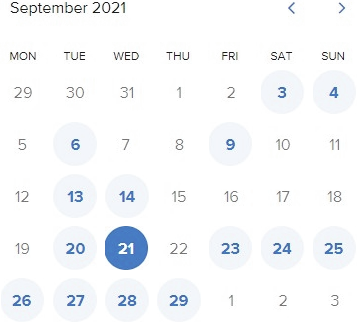 September 2021
MON TUE WED THU FRI SAT SUN
29 30 31 1 2 3 4
5 6 7 8 9 10 11
12 13 14 15 16 17 18
19 20 21 22 23 24 25
26 27 28 29 1 2 3